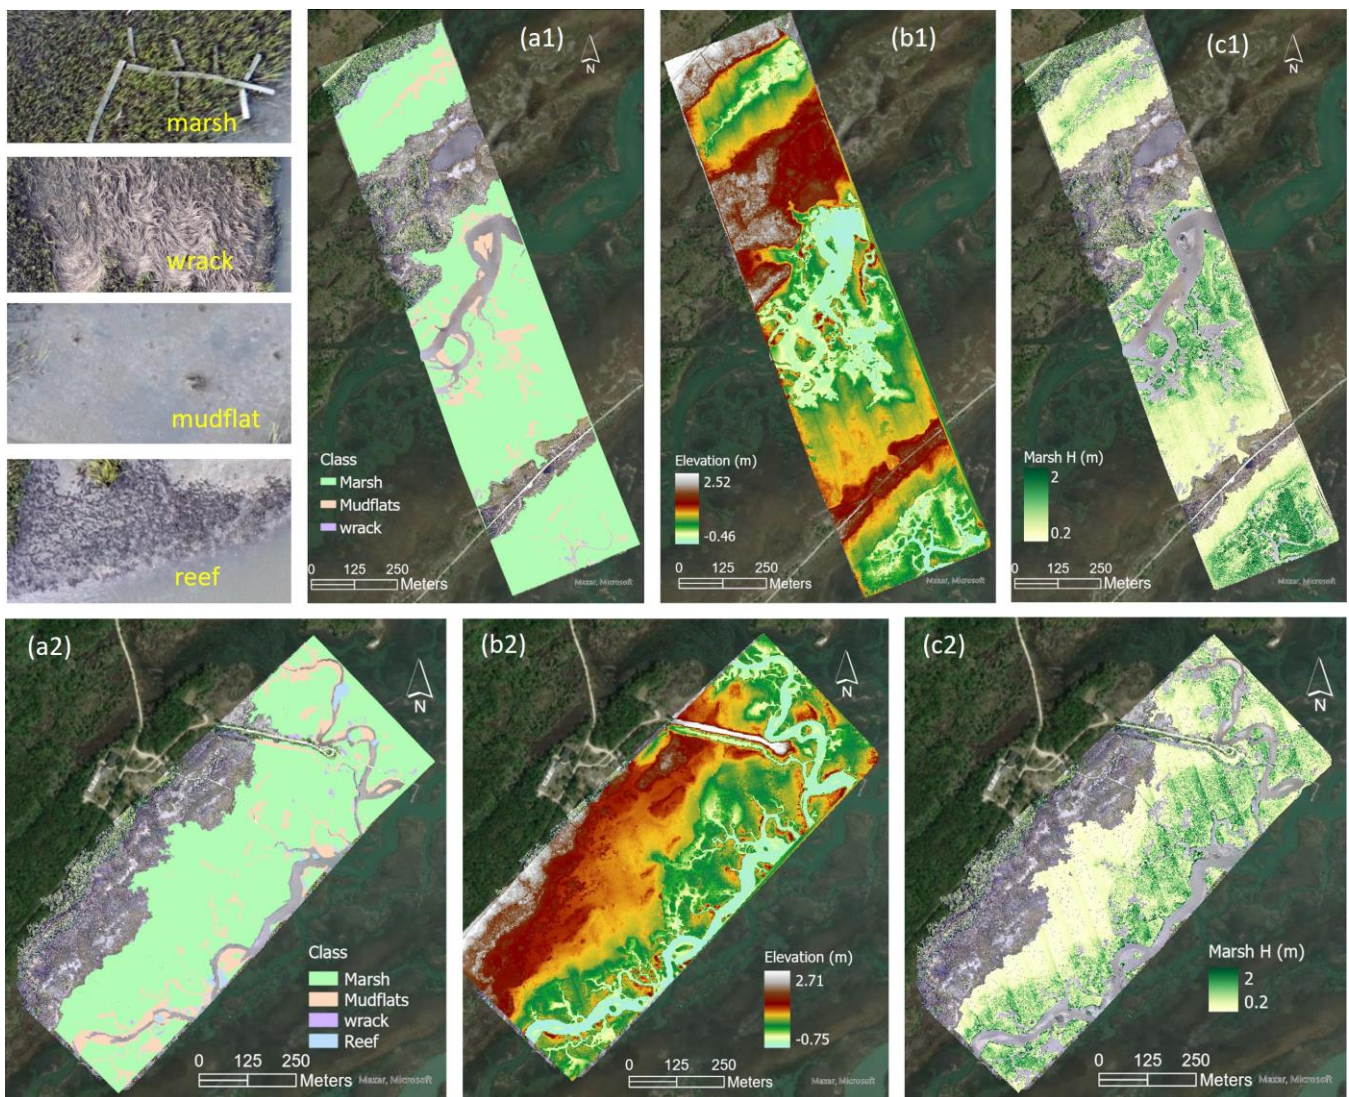 marsh
wrack
mudflat
reef
(a1)
N
Class
Marsh
Mudflats
wrack
0 125 250
Meters
Maxar, Microsoft
(b1)
N
Elevation (m)
2.52
-0.46
0 125 250
Meters
Maxar, Microsoft
(c1)
N
Marsh H (m)
2
0.2
0 125 250
Meters
Maxar, Microsoft
(a2)
N
Class
Marsh
Mudflats
wrack
Reef
0 125 250
Meters
Maxar, Microsoft
(b2)
N
Elevation (m)
2.71
-0.75
0 125 250
Meters
Maxar, Microsoft
(c2)
N
Marsh H (m)
2
0.2
0 125 250
Meters
Maxar, Microsoft